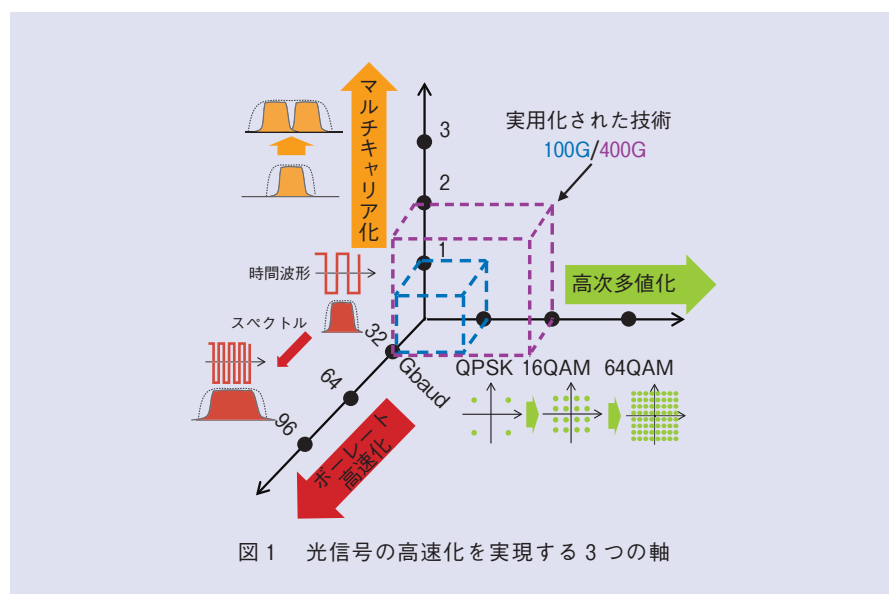 マルチキャリア化
3
2
1
実用化された技術
100G/400G
時間波形
スペクトル
高次多値化
32
64
96
Gbaud
QPSK 16QAM 64QAM
ボーレート
高速化
図1 光信号の高速化を実現する3つの軸